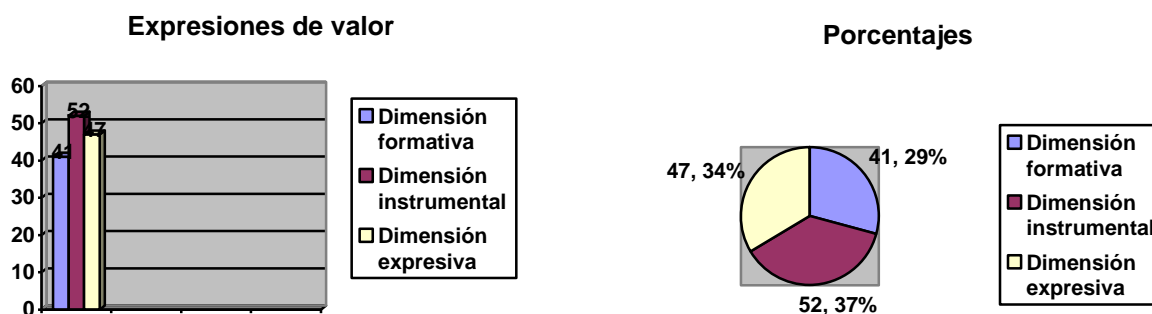 Expresiones de valor
60
50
40
30
20
10
0
41
52
47
Dimensión
formativa
Dimensión
instrumental
Dimensión
expresiva
Porcentajes
47, 34%
41, 29%
52, 37%
Dimensión
formativa
Dimensión
instrumental
Dimensión
expresiva